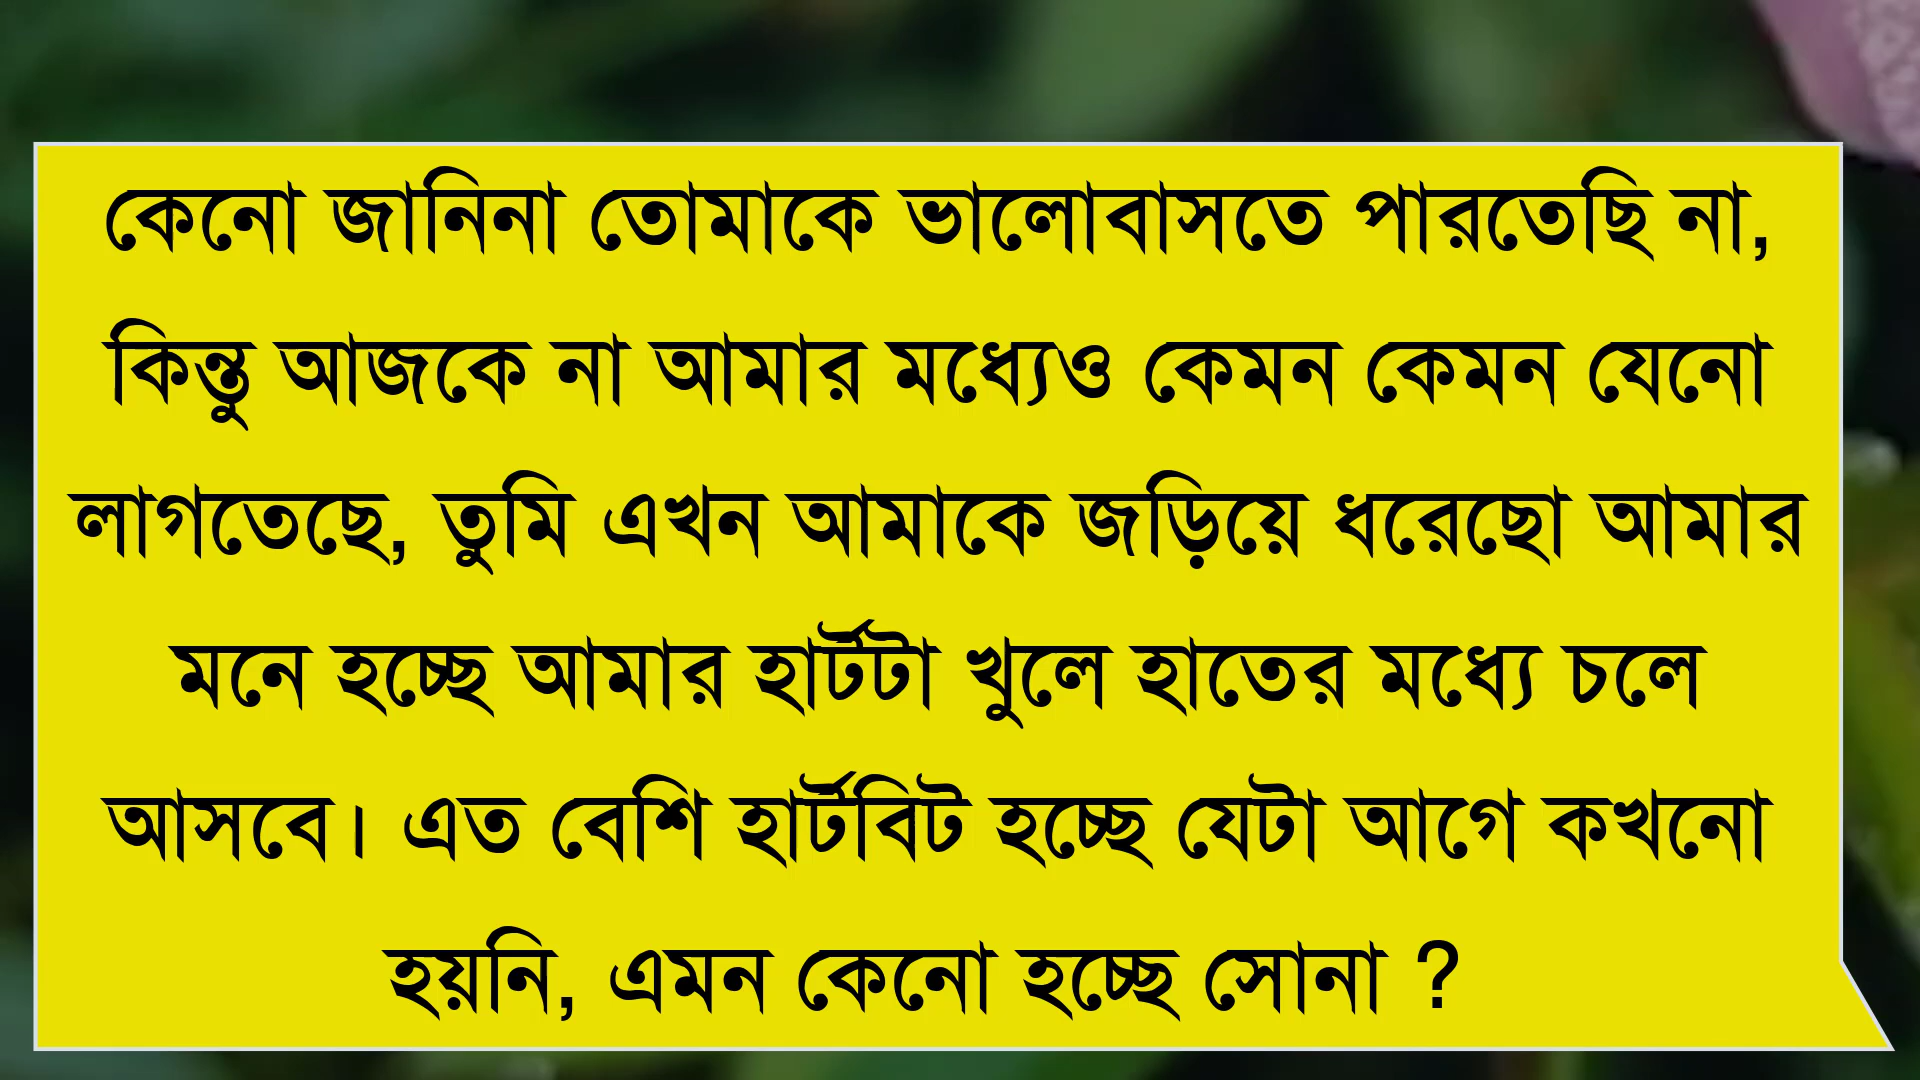 কেনো জানিনা তোমাকে ভালোবাসতে পারতেছি না,
কিন্তু আজকে না আমার মধ্যেও কেমন কেমন যেনো
লাগতেছে, তুমি এখন আমাকে জড়িয়ে ধরেছো আমার
মনে হচ্ছে আমার হার্টটা খুলে হাতের মধ্যে চলে
আসবে। এত বেশি হার্টবিট হচ্ছে যেটা আগে কখনো
হয়নি, এমন কেনো হচ্ছে সোনা ?